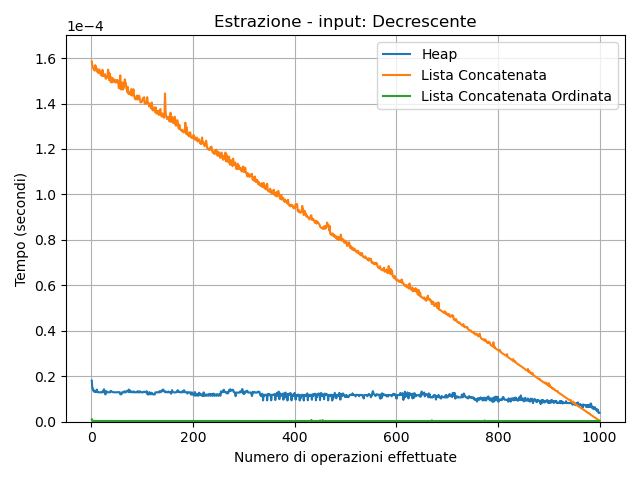 Estrazione - input: Decrescente
1e−4
Heap
Lista Concatenata
Lista Concatenata Ordinata
Tempo (secondi)
1.6
1.4
1.2
1.0
0.8
0.6
0.4
0.2
0.0
0 200 400 600 800 1000
Numero di operazioni effettuate